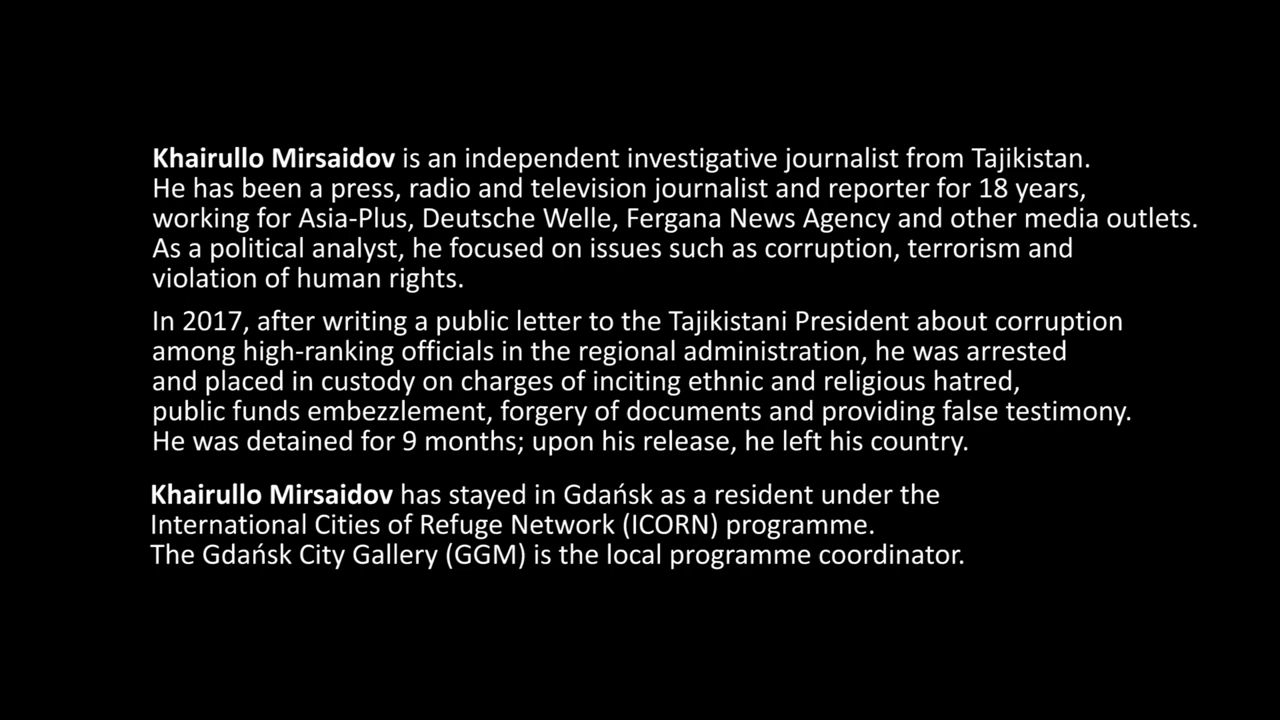 Khairullo Mirsaidov is an independent investigative journalist from Tajikistan.
He has been a press, radio and television journalist and reporter for 18 years,
working for Asia-Plus, Deutsche Welle, Fergana News Agency and other media outlets.
As a political analyst, he focused on issues such as corruption, terrorism and
violation of human rights.
In 2017, after writing a public letter to the Tajikistani President about corruption
among high-ranking officials in the regional administration, he was arrested
and placed in custody on charges of inciting ethnic and religious hatred,
public funds embezzlement, forgery of documents and providing false testimony.
He was detained for 9 months; upon his release, he left his country.
Khairullo Mirsaidov has stayed in Gdańsk as a resident under the
International Cities of Refuge Network (ICORN) programme.
The Gdańsk City Gallery (GGM) is the local programme coordinator.